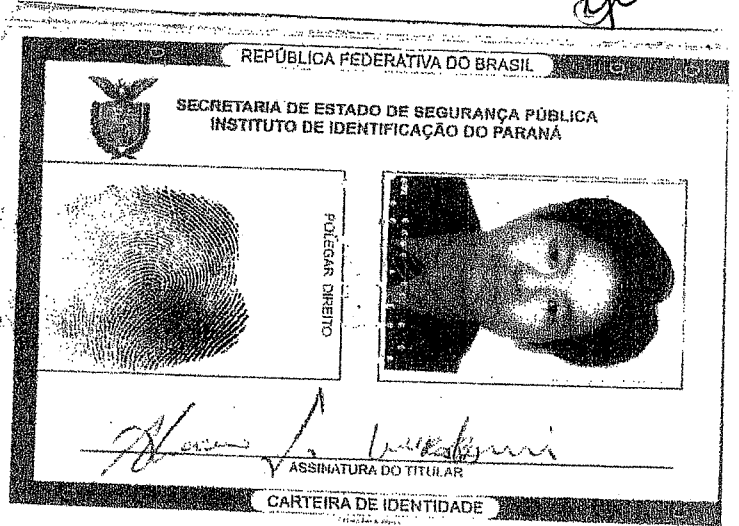 REPÚBLICA FEDERATIVA DO BRASIL
SECRETARIA DE ESTADO DE SEGURANÇA PÚBLICA
INSTITUTO DE IDENTIFICAÇÃO DO PARANÁ
POLEGAR DIREITO
ASSINATURA DO TITULAR
CARTEIRA DE IDENTIDADE